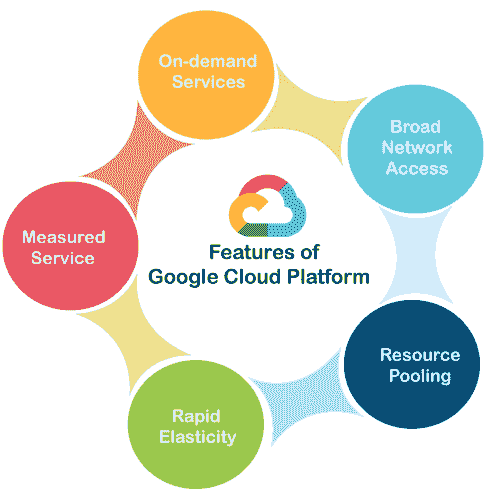 On-demand
Services
Broad
Network
Access
Measured
Service
Features of
Google Cloud Platform
Resource
Pooling
Rapid
Elasticity